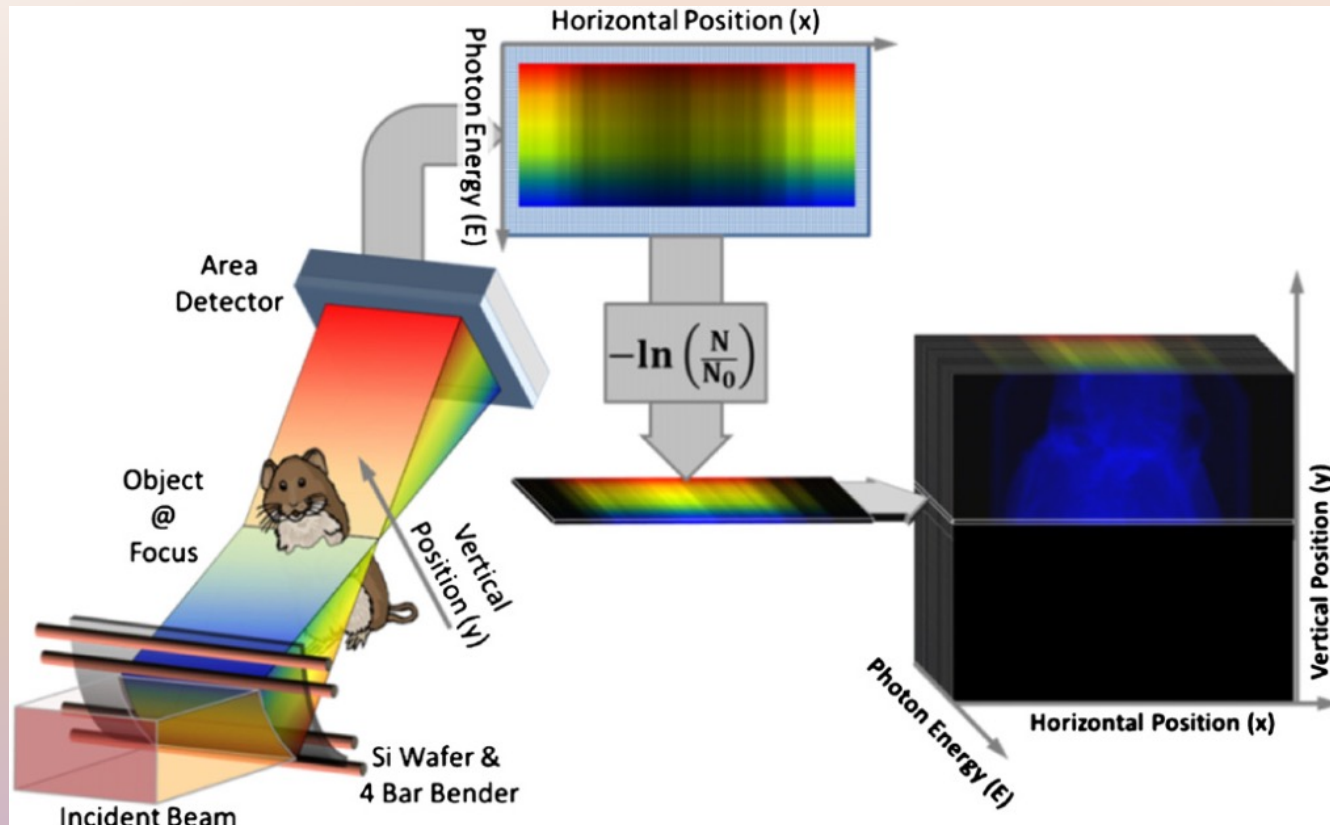 Horizontal Position (x)
Photon Energy (E)
Area
Detector
−ln (N/N₀)
Object
@
Focus
Vertical
Position (y)
Vertical Position (y)
Photon Energy (E)
Horizontal Position (x)
Si Wafer &
4 Bar Bender
Incident Beam